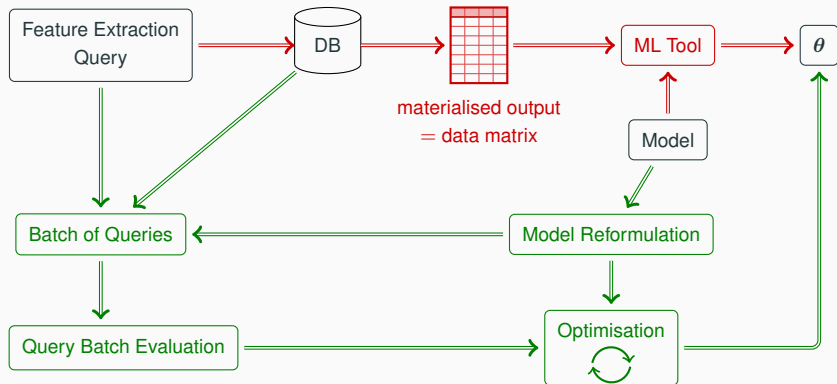 Feature Extraction
Query
DB
materialised output
= data matrix
ML Tool
θ
Model
Batch of Queries
Model Reformulation
Query Batch Evaluation
Optimisation